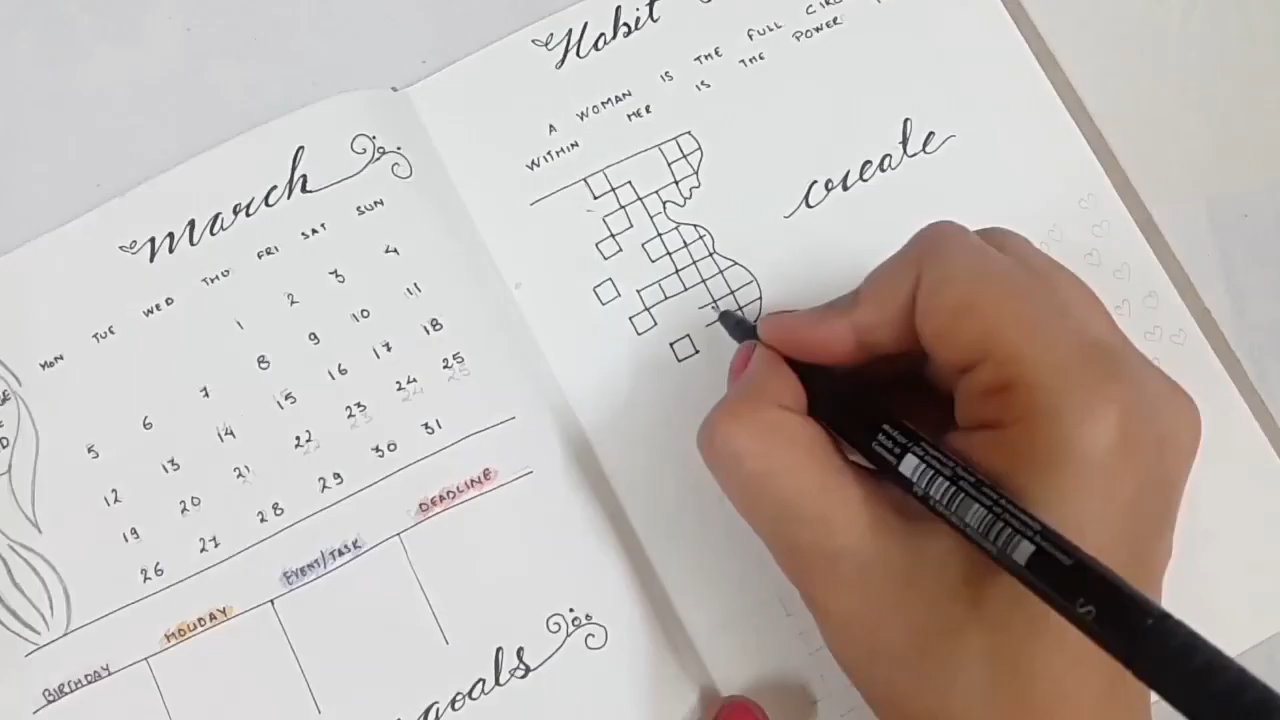 March
MON TUE WED THU FRI SAT SUN
1 2 3 4
5 6 7 8 9 10 11
12 13 14 15 16 17 18
19 20 21 22 23 24 25
26 27 28 29 30 31
BIRTHDAY HOLIDAY EVENT/TASK DEADLINE
goals
Habit
A WOMAN IS THE FULL
WITHIN HER IS THE POWER
create